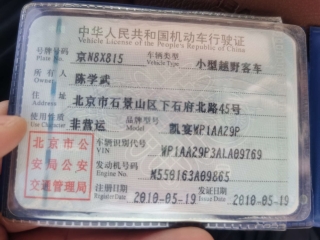 中华人民共和国机动车行驶证
Vehicle License of the People's Republic of China
号牌号码 京N8X815 车辆类型 小型越野客车
Plate No. Vehicle Type
所有人 陈学武
Owner
住址 北京市石景山区下石府北路45号
Address
使用性质 非营运 品牌型号 凯宴WP1AA29P
Use Character Model
北京市公 车辆识别代号 WP1AA29P3ALA09769
VIN
安局公安 发动机号码 M550163A09865
Engine No.
交通管理局 注册日期 2010-05-19 发证日期 2010-05-19
Register Date Issue Date